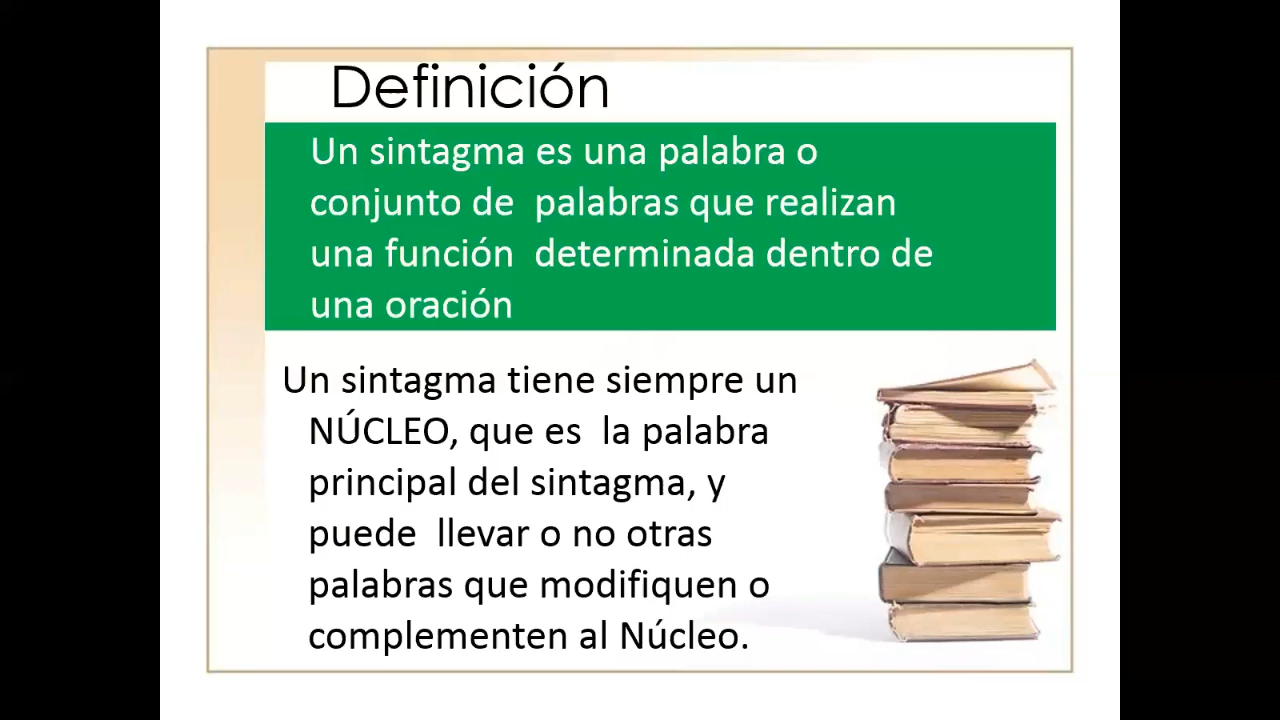 Definición
Un sintagma es una palabra o
conjunto de palabras que realizan
una función determinada dentro de
una oración
Un sintagma tiene siempre un
NÚCLEO, que es la palabra
principal del sintagma, y
puede llevar o no otras
palabras que modifiquen o
complementen al Núcleo.